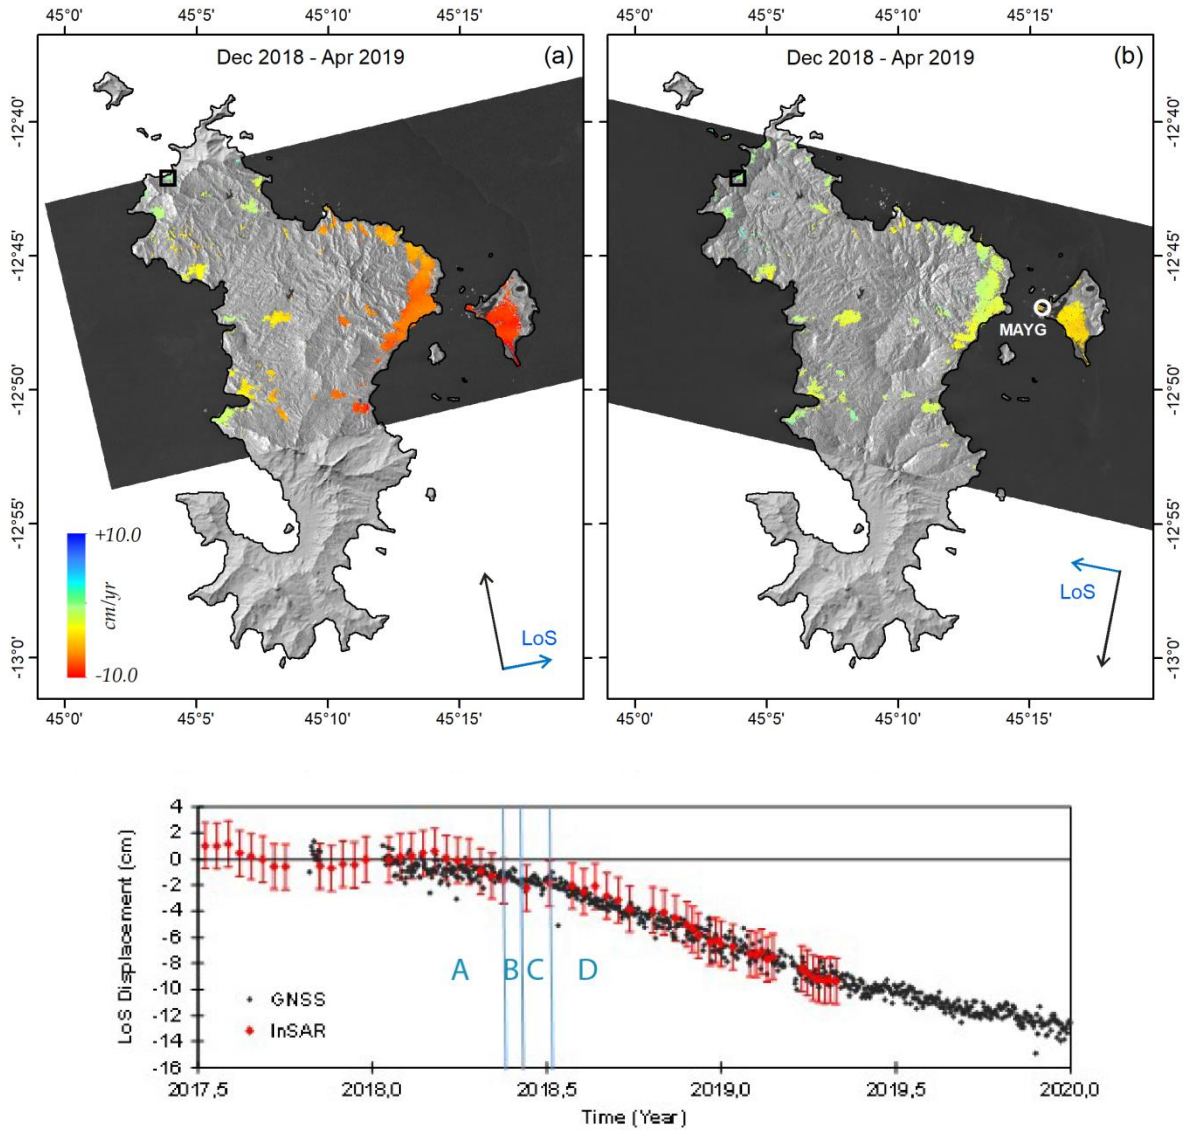 45°0' 45°5' 45°10' 45°15' 45°0' 45°5' 45°10' 45°15'
Dec 2018 - Apr 2019 (a) Dec 2018 - Apr 2019 (b)
-12°40' -12°40'
-12°45' -12°45'
MAYG
-12°50' -12°50'
-12°55' -12°55'
+10.0
cm/yr
-10.0
LoS LoS
-13°0' -13°0'
45°0' 45°5' 45°10' 45°15' 45°0' 45°5' 45°10' 45°15'
LoS Displacement (cm)
4
2
0
-2
-4
-6
-8
-10
-12
-14
-16
A B C D
GNSS
InSAR
2017,5 2018,0 2018,5 2019,0 2019,5 2020,0
Time (Year)